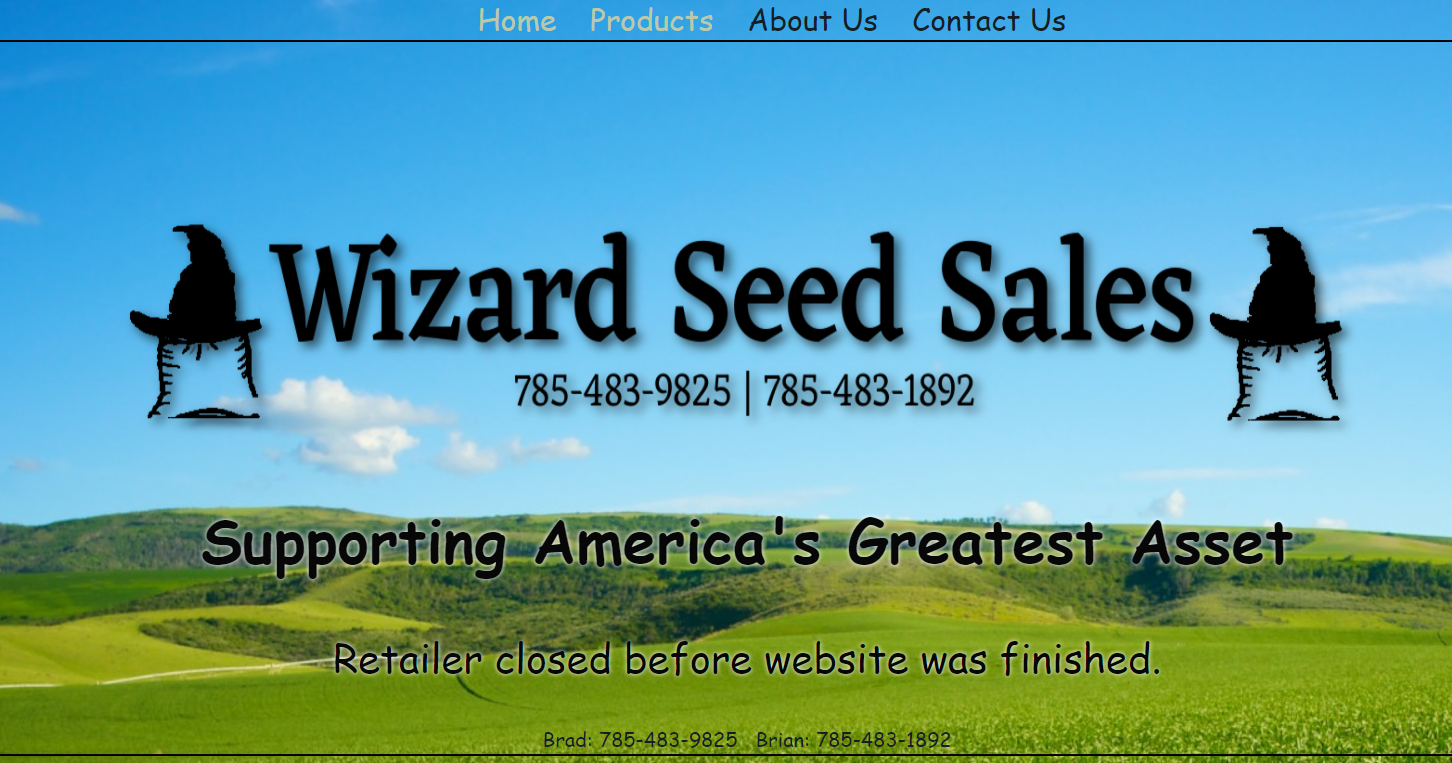 Home Products About Us Contact Us
Wizard Seed Sales
785-483-9825 | 785-483-1892
Supporting America's Greatest Asset
Retailer closed before website was finished.
Brad: 785-483-9825 Brian: 785-483-1892